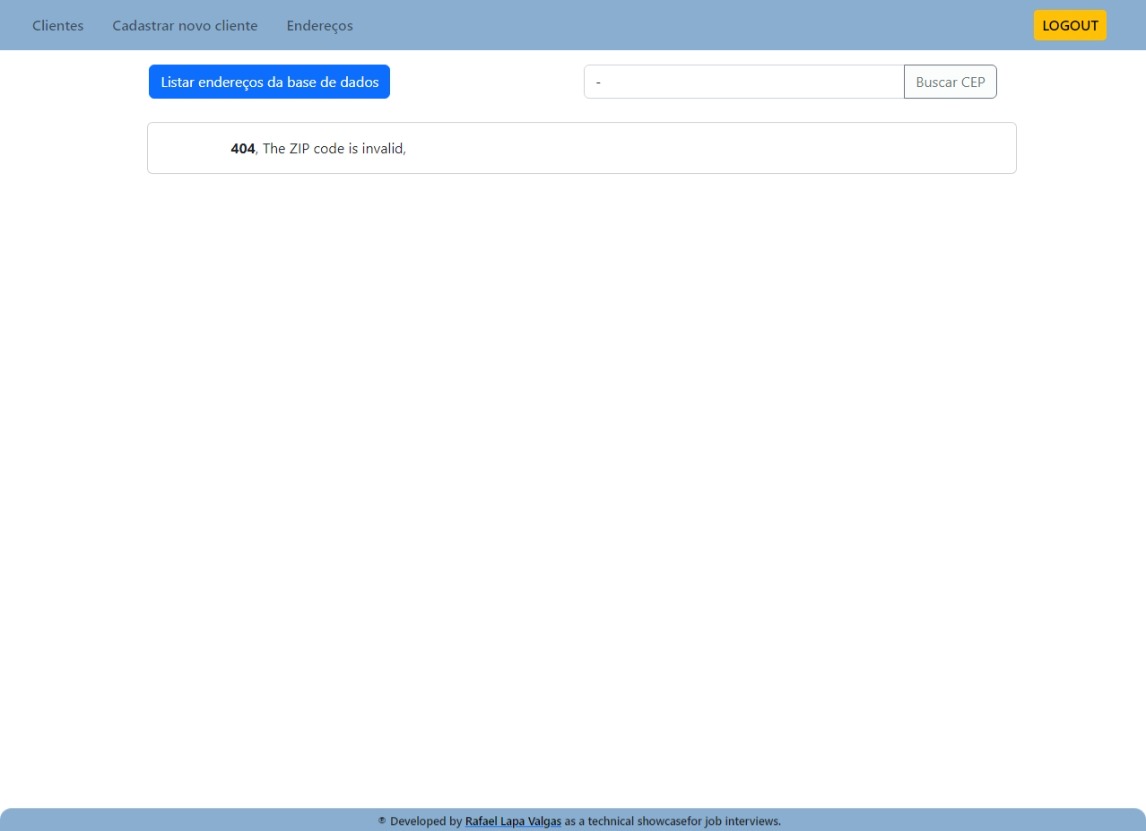 Clientes Cadastrar novo cliente Endereços LOGOUT
Listar endereços da base de dados - Buscar CEP
404, The ZIP code is invalid,
® Developed by Rafael Lapa Valgas as a technical showcasefor job interviews.